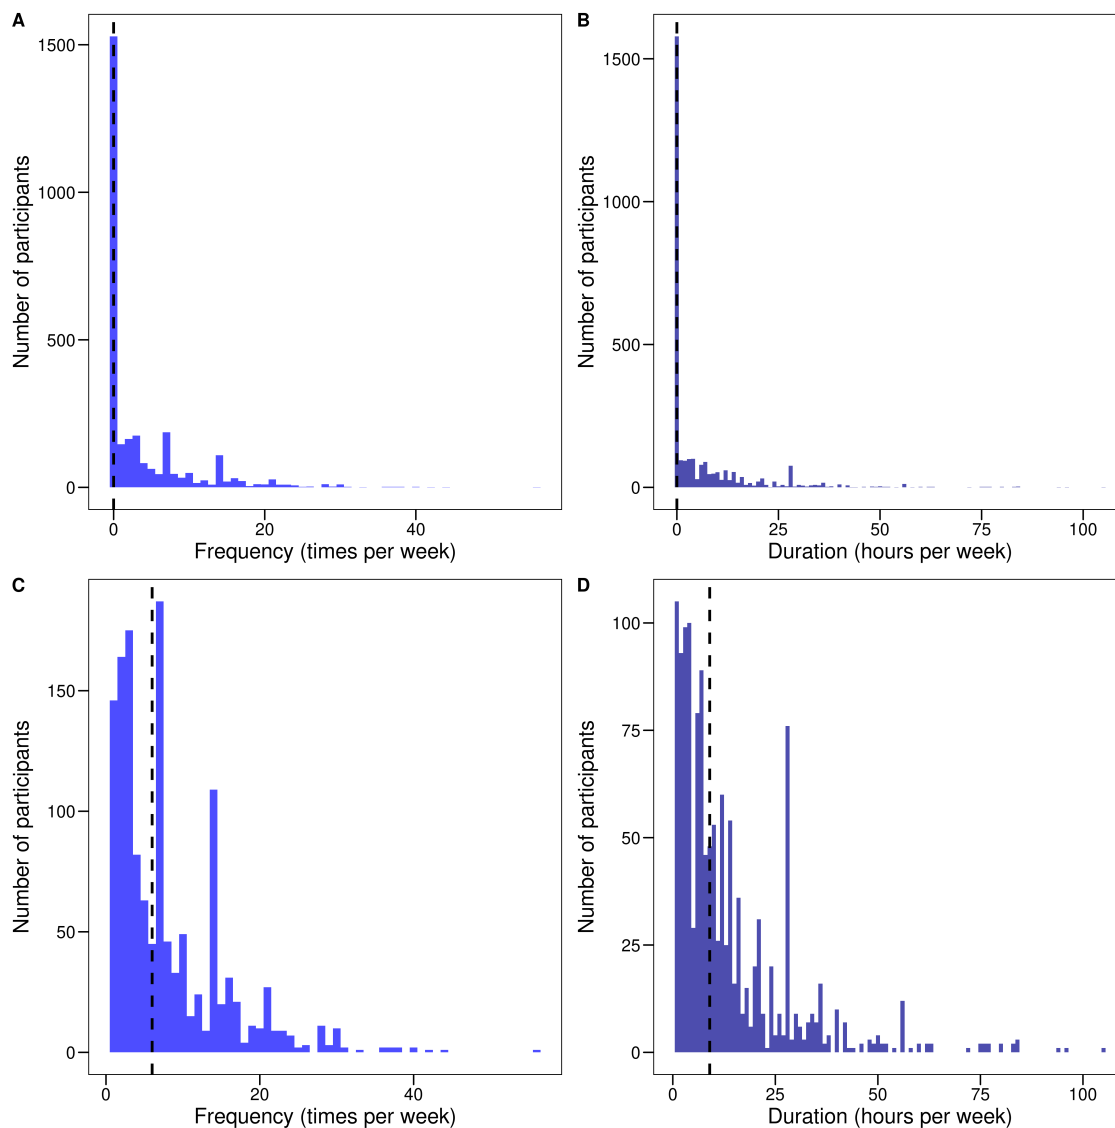 A
Number of participants
1500
1000
500
0
0
20
40
Frequency (times per week)
B
Number of participants
1500
1000
500
0
0
25
50
75
100
Duration (hours per week)
C
Number of participants
150
100
50
0
0
20
40
Frequency (times per week)
D
Number of participants
100
75
50
25
0
0
25
50
75
100
Duration (hours per week)